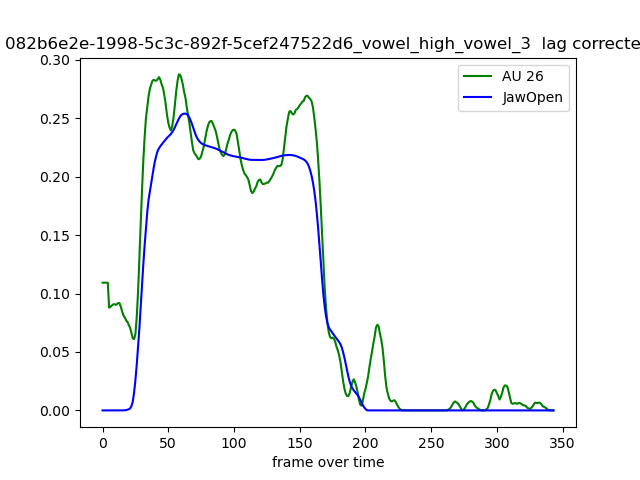 082b6e2e-1998-5c3c-892f-5cef247522d6_vowel_high_vowel_3 lag correcte
AU 26
JawOpen
0.30
0.25
0.20
0.15
0.10
0.05
0.00
0 50 100 150 200 250 300 350
frame over time